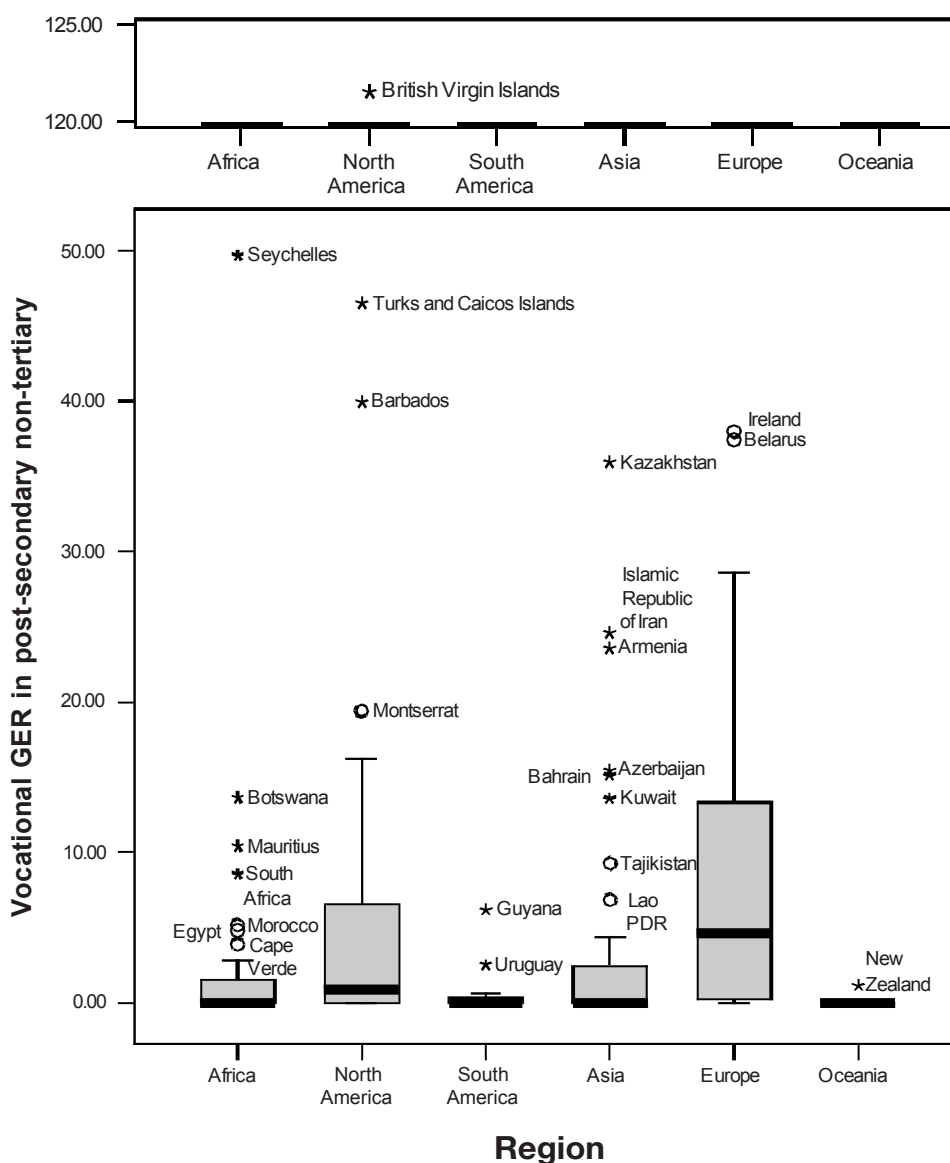 125.00
British Virgin Islands
120.00
Africa
North
America
South
America
Asia
Europe
Oceania
Vocational GER in post-secondary non-tertiary
50.00
Seychelles
Turks and Caicos Islands
40.00
Barbados
Ireland
Belarus
Kazakhstan
30.00
Islamic
Republic
of Iran
Armenia
20.00
Montserrat
Azerbaijan
Bahrain
Botswana
Kuwait
10.00
Mauritius
South
Africa
Tajikistan
Lao
PDR
Guyana
Egypt
Morocco
Cape
Verde
Uruguay
New
Zealand
0.00
Africa
North
America
South
America
Asia
Europe
Oceania
Region